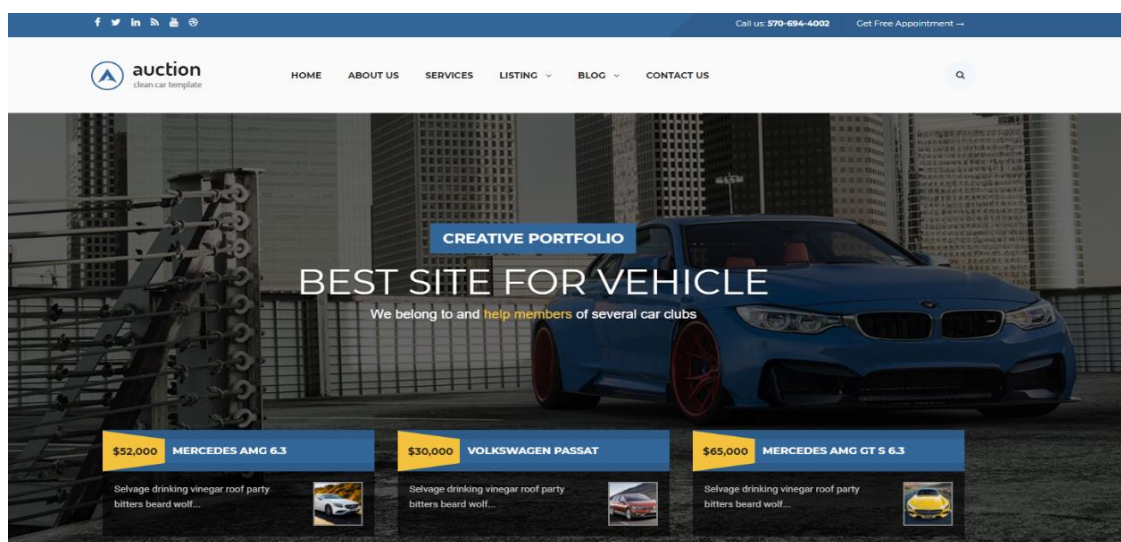 Call us: 570-694-4002
Get Free Appointment →
auction
clean car template
HOME
ABOUT US
SERVICES
LISTING
BLOG
CONTACT US
CREATIVE PORTFOLIO
BEST SITE FOR VEHICLE
We belong to and help members of several car clubs
$52,000 MERCEDES AMG 6.3
Selvage drinking vinegar roof party
bitters beard wolf...
$30,000 VOLKSWAGEN PASSAT
Selvage drinking vinegar roof party
bitters beard wolf...
$65,000 MERCEDES AMG GT S 6.3
Selvage drinking vinegar roof party
bitters beard wolf...